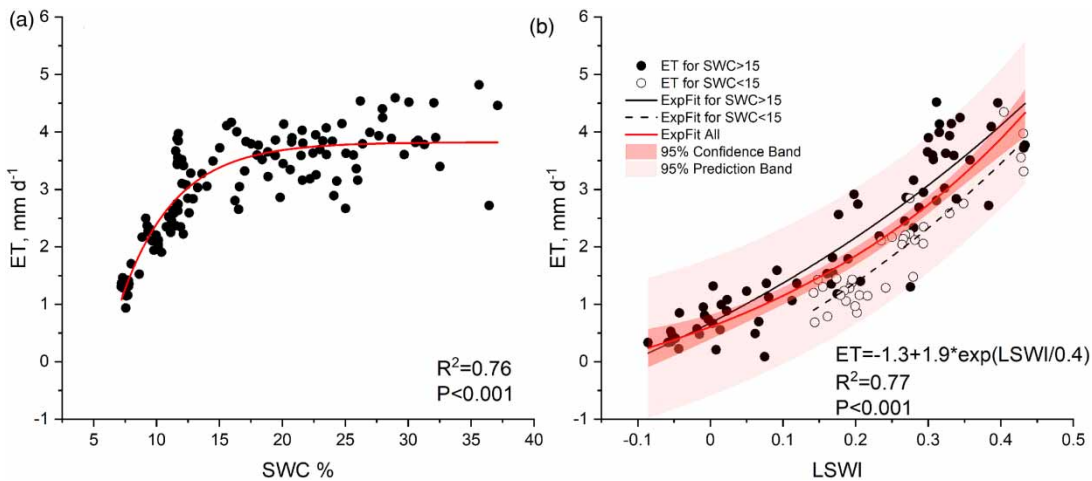 (a)
6
5
4
3
2
1
0
-1
ET, mm d⁻¹
5 10 15 20 25 30 35 40
SWC %
R²=0.76
P<0.001
(b)
6
5
4
3
2
1
0
-1
ET, mm d⁻¹
ET for SWC>15
ET for SWC<15
ExpFit for SWC>15
ExpFit for SWC<15
ExpFit All
95% Confidence Band
95% Prediction Band
ET=-1.3+1.9*exp(LSWI/0.4)
R²=0.77
P<0.001
-0.1 0 0.1 0.2 0.3 0.4 0.5
LSWI